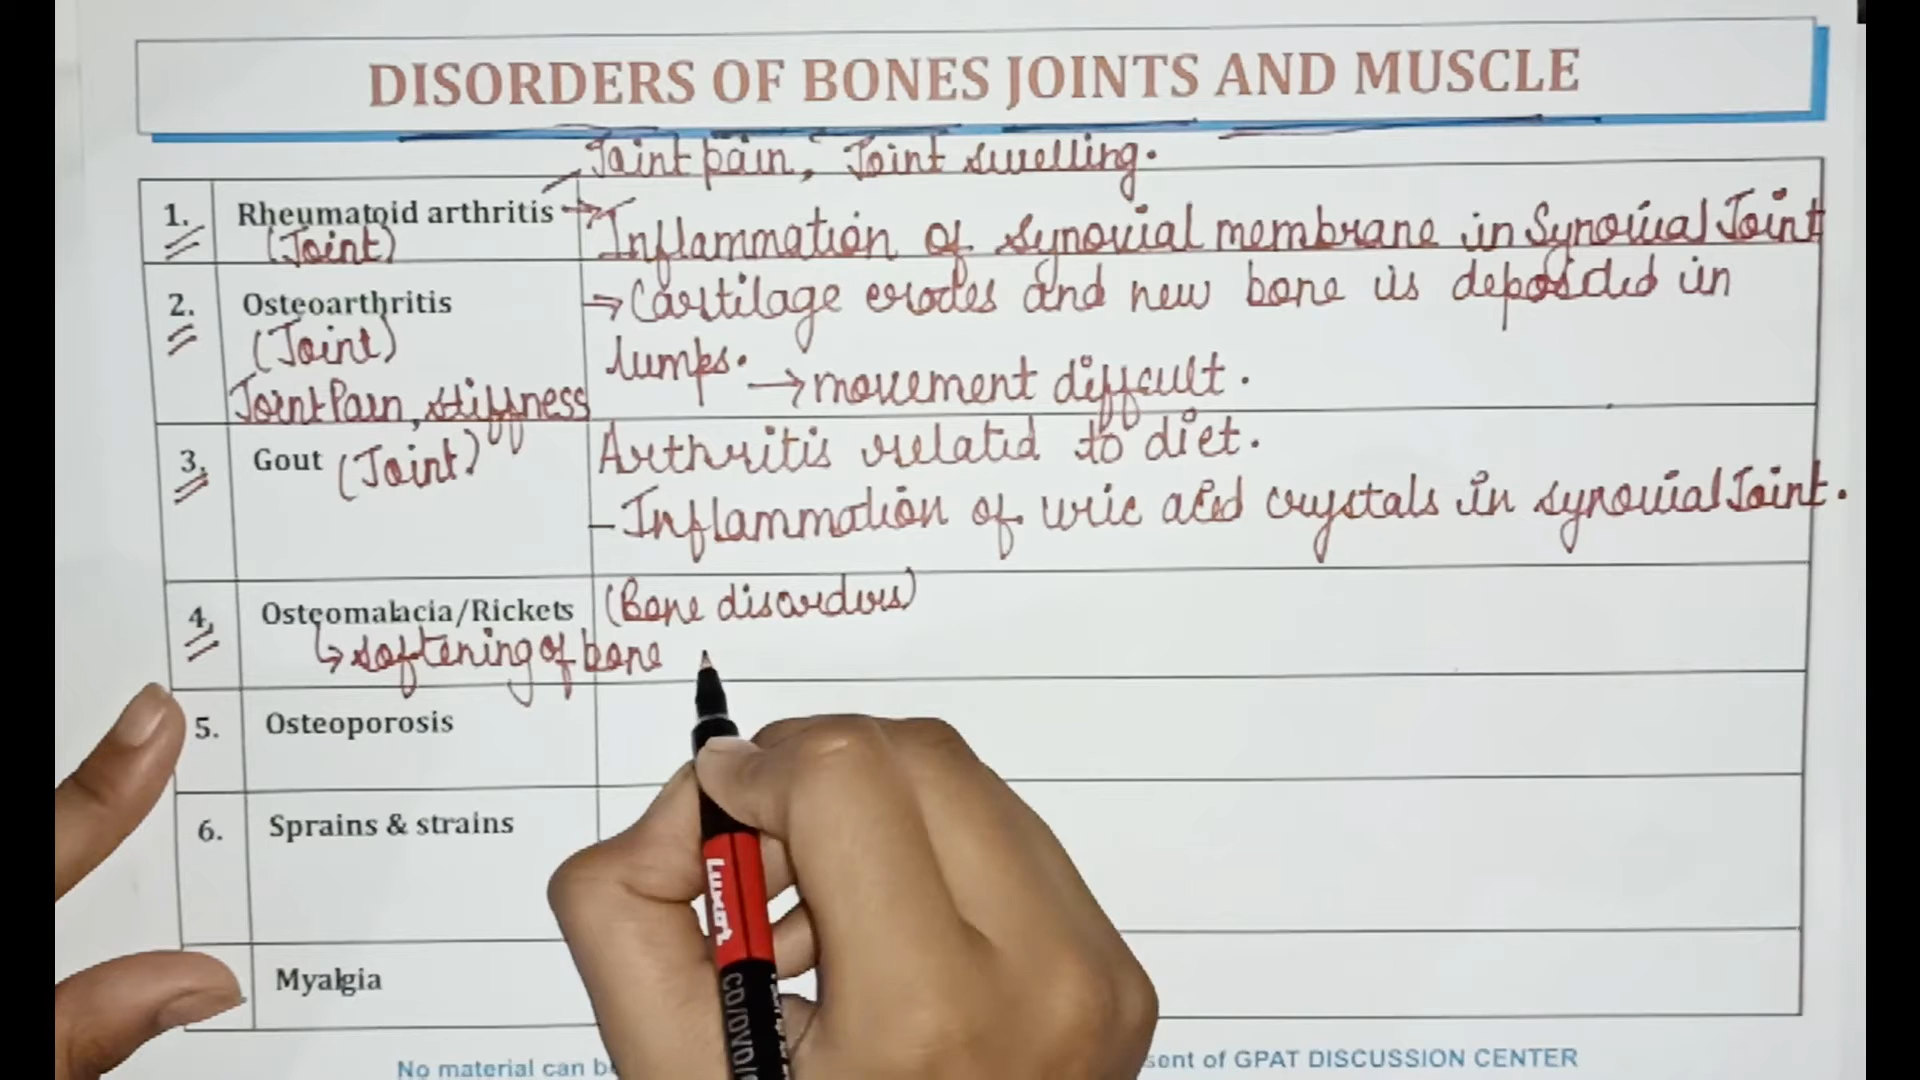 DISORDERS OF BONES JOINTS AND MUSCLE
Joint pain, Joint swelling.
1. Rheumatoid arthritis → Inflammation of synovial membrane in Synovial Joint
(Joint)
2. Osteoarthritis → Cartilage erodes and new bone is deposided in
(Joint) lumps. → movement difficult.
Joint Pain, stiffness
3. Gout (Joint) Arthritis related to diet.
- Inflammation of uric acid crystals in synovial Joint.
4. Osteomalacia/Rickets (Bone disorders)
↳ softening of bone
5. Osteoporosis
6. Sprains & strains
Myalgia
No material can
of GPAT DISCUSSION CENTER
Luxor
CD/DVD